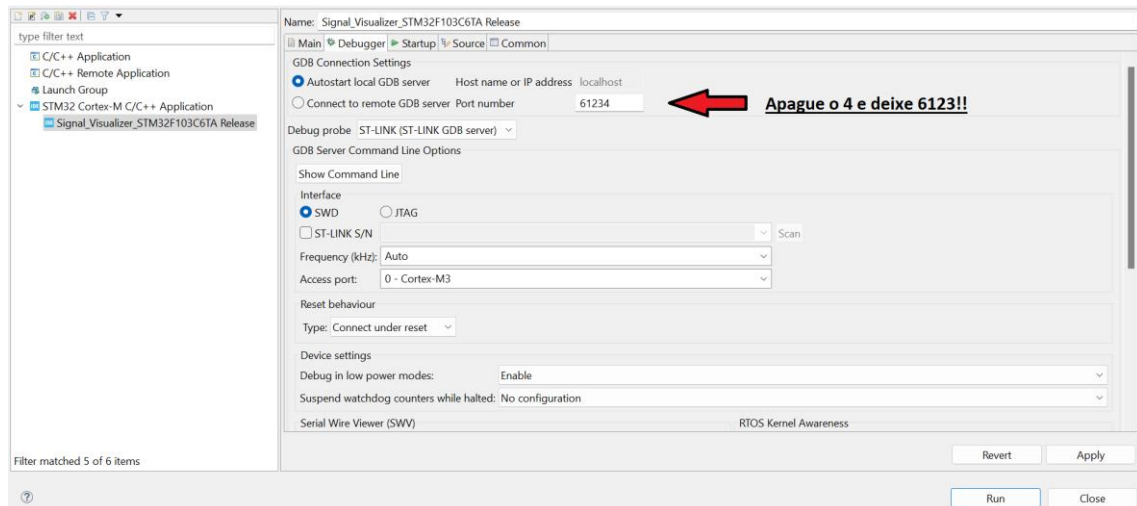 Name: Signal_Visualizer_STM32F103C6TA Release
type filter text
C/C++ Application
C/C++ Remote Application
Launch Group
STM32 Cortex-M C/C++ Application
Signal_Visualizer_STM32F103C6TA Release
Filter matched 5 of 6 items
Main Debugger Startup Source Common
GDB Connection Settings
Autostart local GDB server Host name or IP address localhost
Connect to remote GDB server Port number 61234
Apague o 4 e deixe 6123!!
Debug probe ST-LINK (ST-LINK GDB server)
GDB Server Command Line Options
Show Command Line
Interface
SWD JTAG
ST-LINK S/N Scan
Frequency (kHz): Auto
Access port: 0 - Cortex-M3
Reset behaviour
Type: Connect under reset
Device settings
Debug in low power modes: Enable
Suspend watchdog counters while halted: No configuration
Serial Wire Viewer (SWV) RTOS Kernel Awareness
Revert Apply
? Run Close